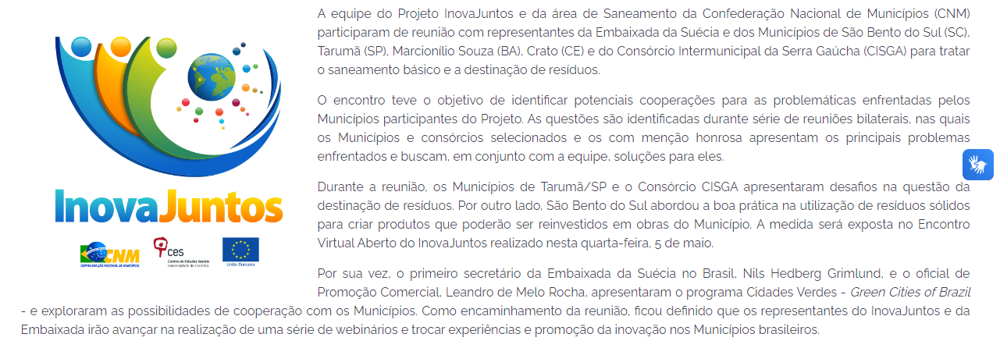 A equipe do Projeto InovaJuntos e da área de Saneamento da Confederação Nacional de Municípios (CNM)
participaram de reunião com representantes da Embaixada da Suécia e dos Municípios de São Bento do Sul (SC),
Tarumã (SP), Marcionílio Souza (BA), Crato (CE) e do Consórcio Intermunicipal da Serra Gaúcha (CISGA) para tratar
o saneamento básico e a destinação de resíduos.
O encontro teve o objetivo de identificar potenciais cooperações para as problemáticas enfrentadas pelos
Municípios participantes do Projeto. As questões são identificadas durante série de reuniões bilaterais, nas quais
os Municípios e consórcios selecionados e os com menção honrosa apresentam os principais problemas
enfrentados e buscam, em conjunto com a equipe, soluções para eles.
Durante a reunião, os Municípios de Tarumã/SP e o Consórcio CISGA apresentaram desafios na questão da
destinação de resíduos. Por outro lado, São Bento do Sul abordou a boa prática na utilização de resíduos sólidos
para criar produtos que poderão ser reinvestidos em obras do Município. A medida será exposta no Encontro
Virtual Aberto do InovaJuntos realizado nesta quarta-feira, 5 de maio.
InovaJuntos
CNM
CONFEDERAÇÃO NACIONAL DE MUNICÍPIOS
ces
Centro de Estudos Sociais
Universidade de Coimbra
União Europeia
Por sua vez, o primeiro secretário da Embaixada da Suécia no Brasil, Nils Hedberg Grimlund, e o oficial de
Promoção Comercial, Leandro de Melo Rocha, apresentaram o programa Cidades Verdes - Green Cities of Brazil
- e exploraram as possibilidades de cooperação com os Municípios. Como encaminhamento da reunião, ficou definido que os representantes do InovaJuntos e da
Embaixada irão avançar na realização de uma série de webinários e trocar experiências e promoção da inovação nos Municípios brasileiros.